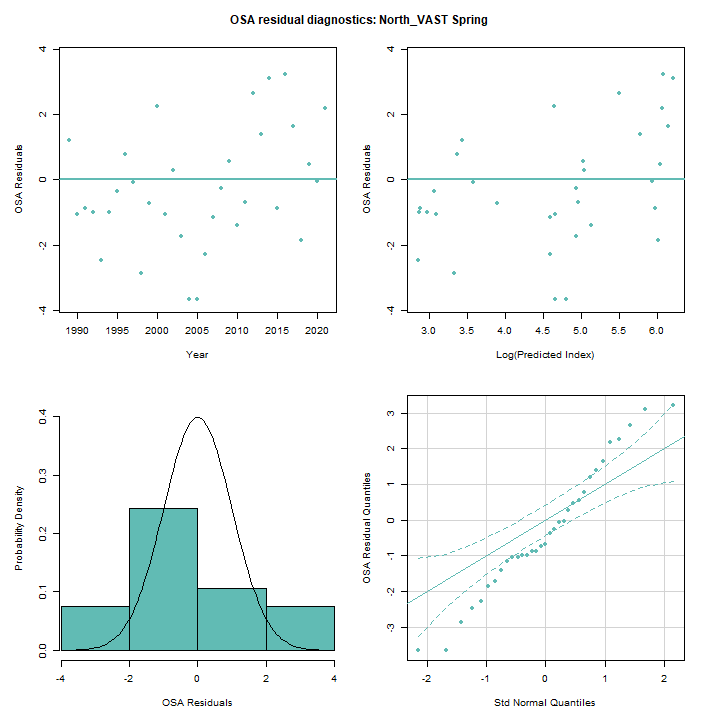 OSA residual diagnostics: North_VAST Spring
OSA Residuals
4
2
0
-2
-4
1990 1995 2000 2005 2010 2015 2020
Year
OSA Residuals
4
2
0
-2
-4
3.0 3.5 4.0 4.5 5.0 5.5 6.0
Log(Predicted Index)
Probability Density
0.4
0.3
0.2
0.1
0.0
-4 -2 0 2 4
OSA Residuals
OSA Residual Quantiles
3
2
1
0
-1
-2
-3
-2 -1 0 1 2
Std Normal Quantiles